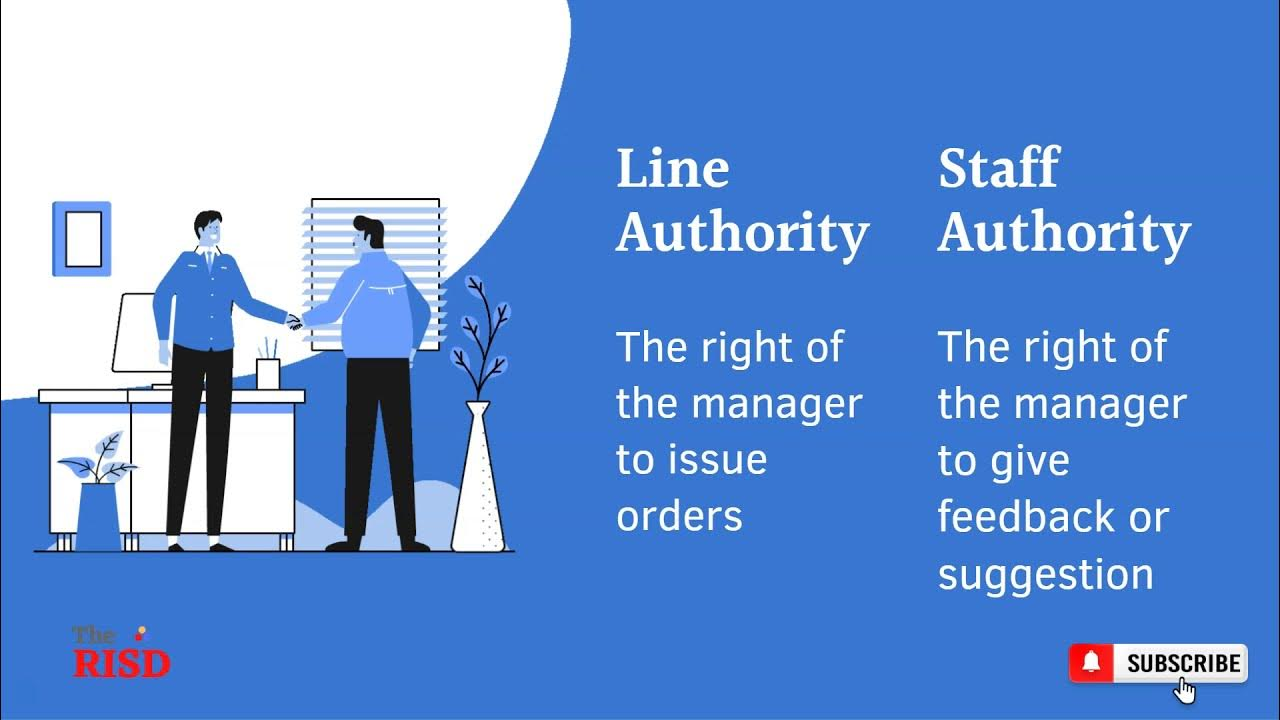 Line
Authority
The right of
the manager
to issue
orders
Staff
Authority
The right of
the manager
to give
feedback or
suggestion
The
RISD
SUBSCRIBE